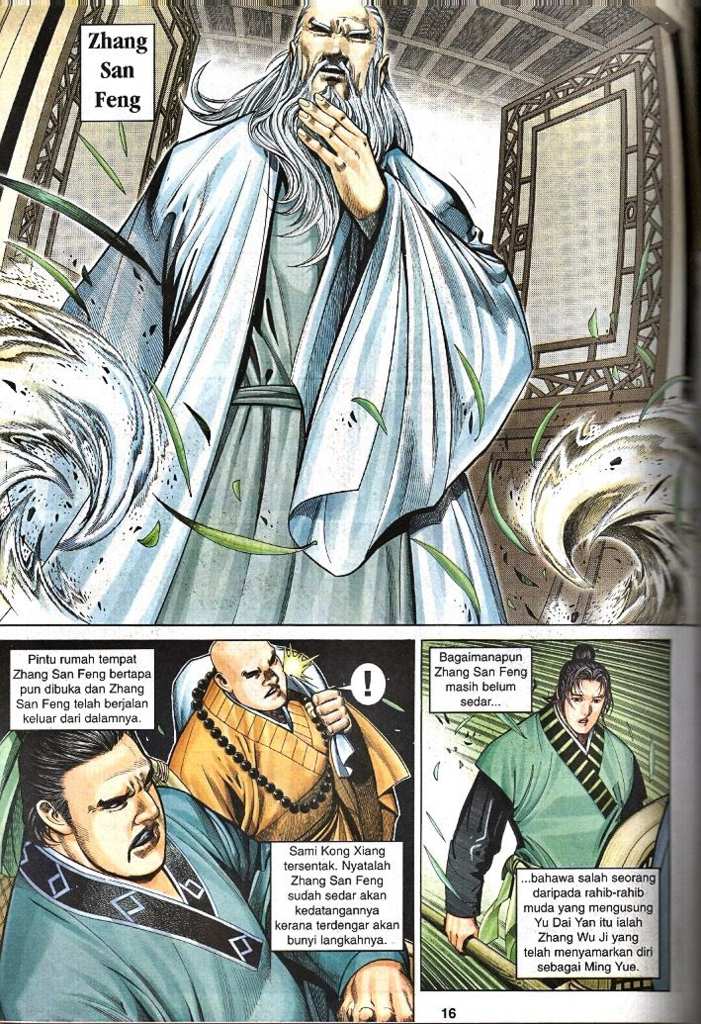 Zhang
San
Feng
Pintu rumah tempat
Zhang San Feng bertapa
pun dibuka dan Zhang
San Feng telah berjalan
keluar dari dalamnya.
!
Sami Kong Xiang
tersentak. Nyatalah
Zhang San Feng
sudah sedar akan
kedatangannya
kerana terdengar akan
bunyi langkahnya.
Bagaimanapun
Zhang San Feng
masih belum
sedar...
...bahawa salah seorang
daripada rahib-rahib
muda yang mengusung
Yu Dai Yan itu ialah
Zhang Wu Ji yang
telah menyamarkan diri
sebagai Ming Yue.
16